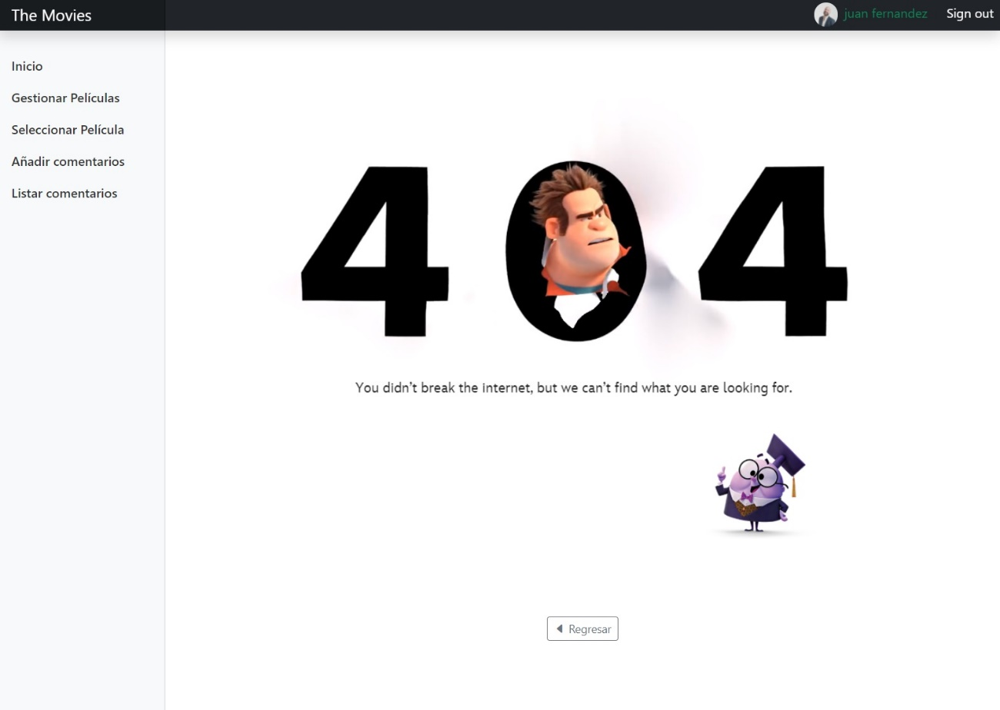 The Movies
juan fernandez
Sign out
Inicio
Gestionar Películas
Seleccionar Película
Añadir comentarios
Listar comentarios
404
You didn't break the internet, but we can't find what you are looking for.
Regresar